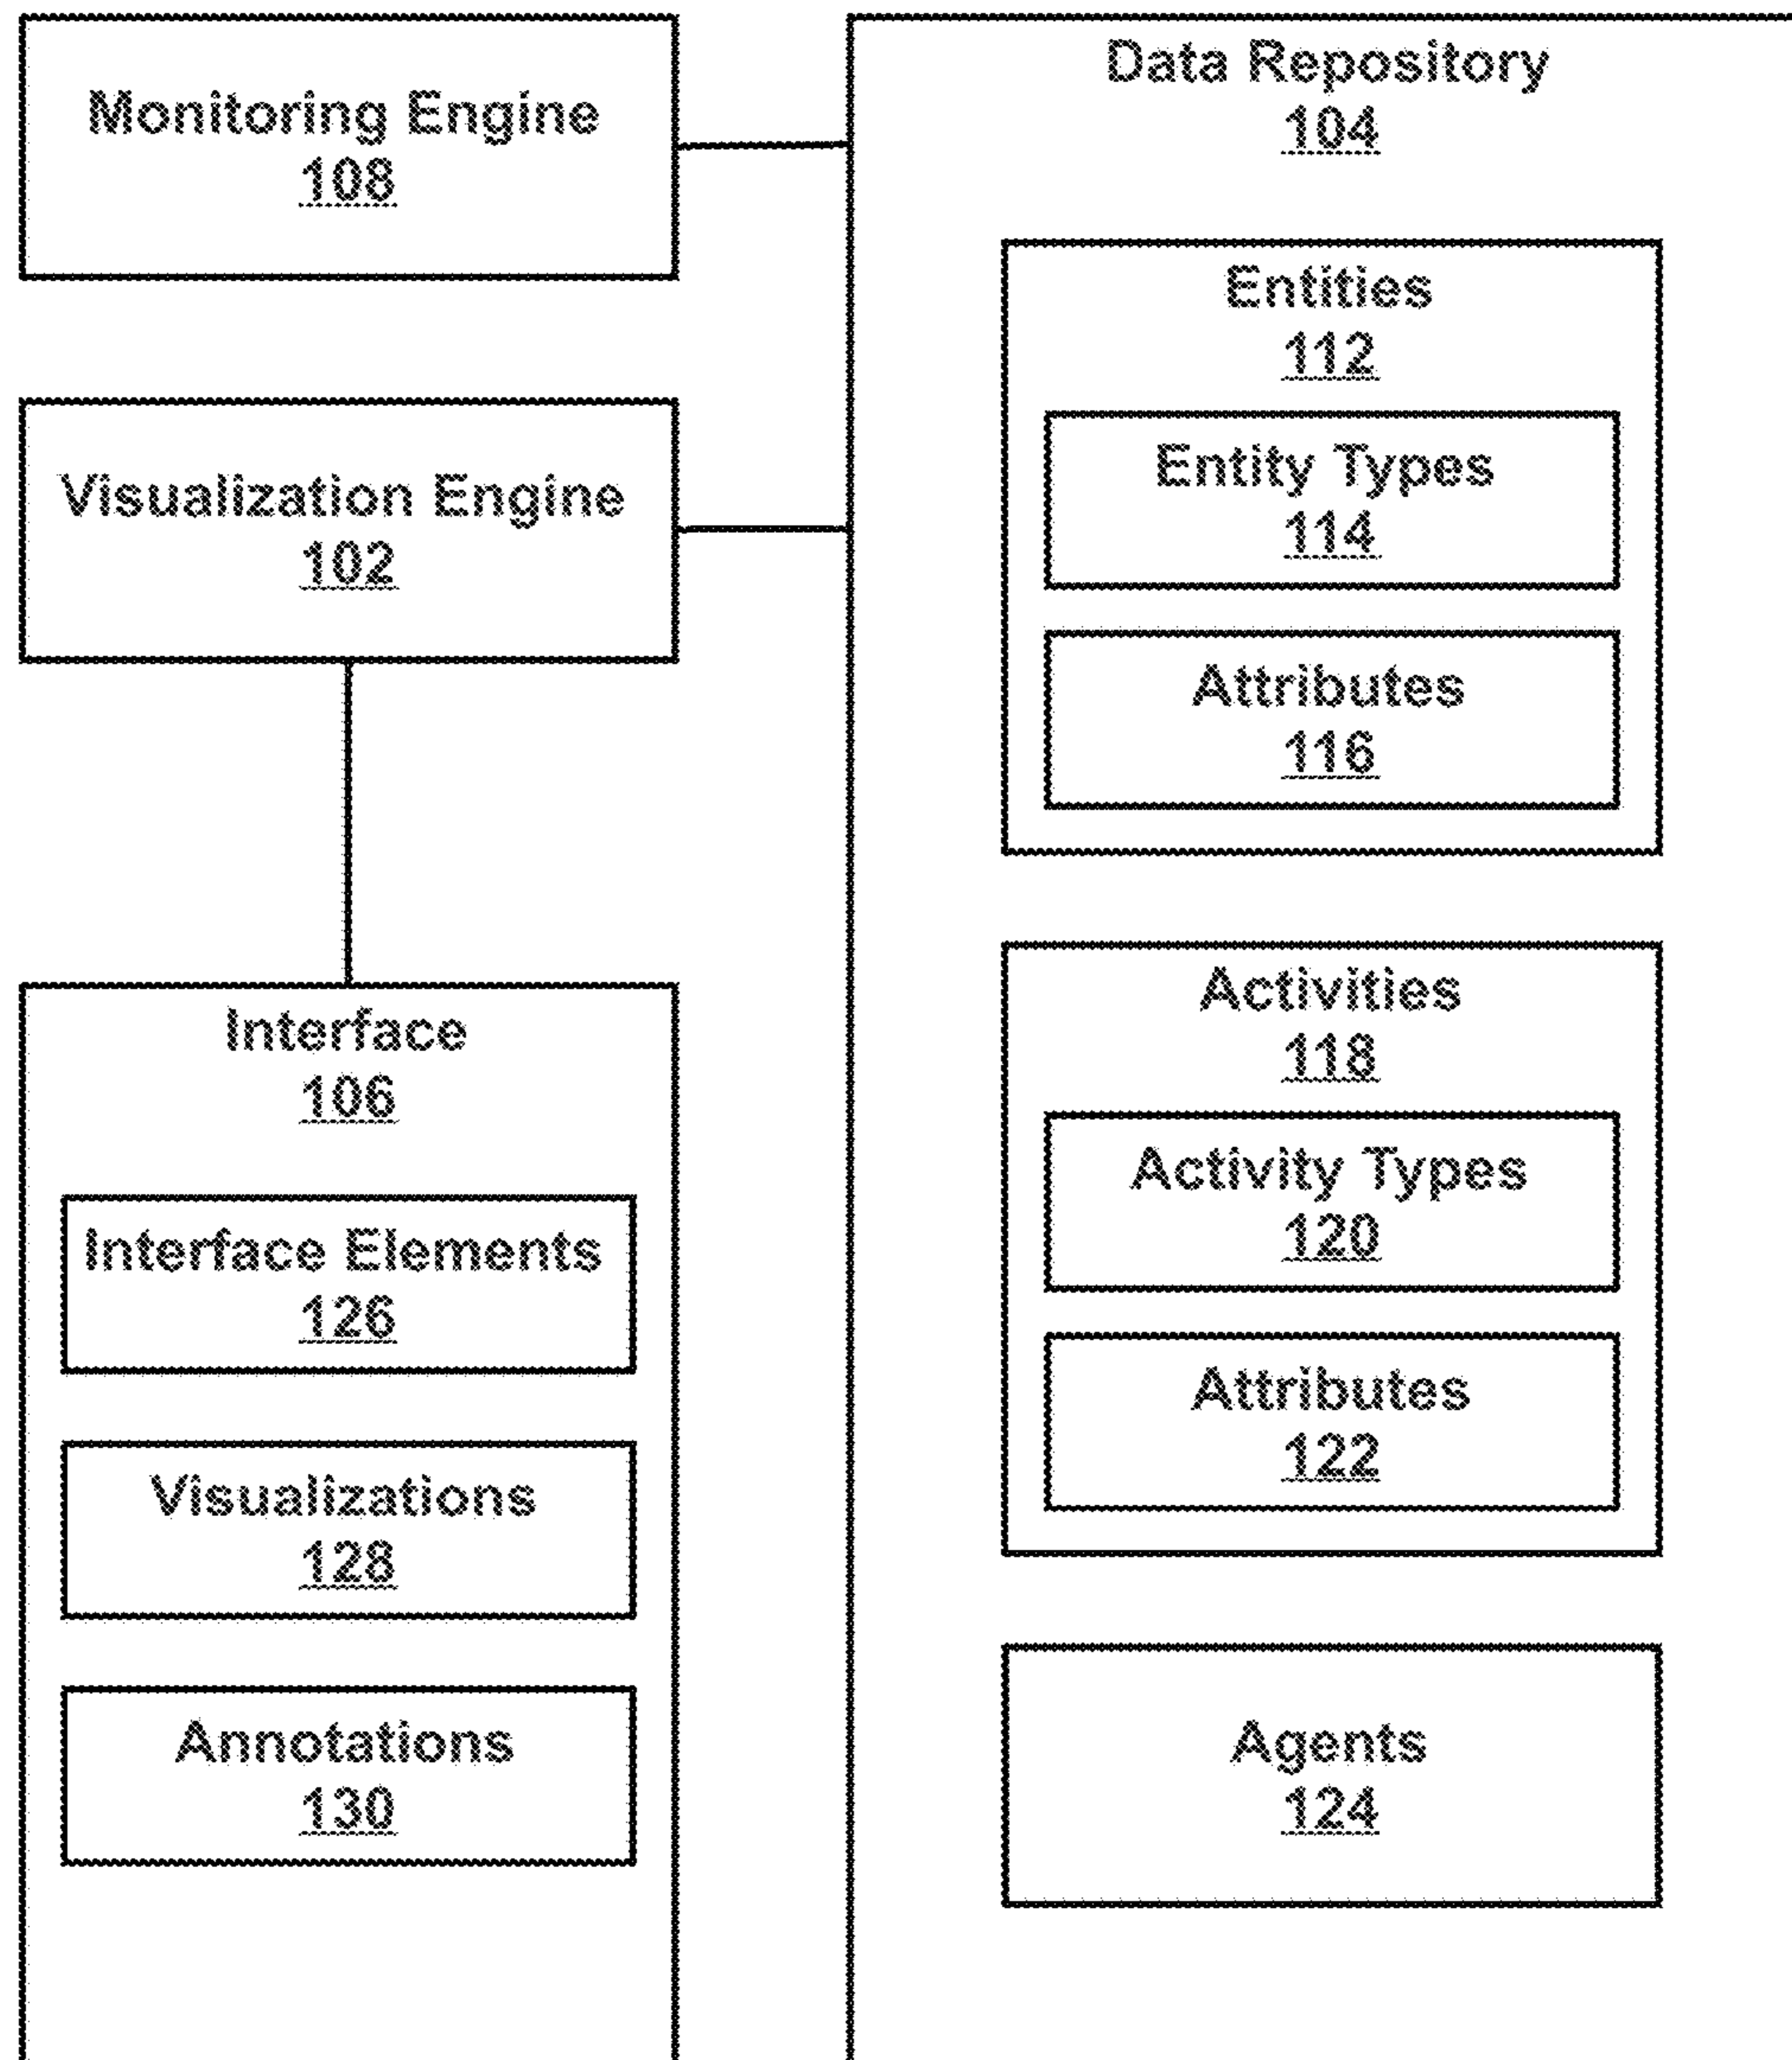 Monitoring Engine
108
Visualization Engine
102
Interface
106
Interface Elements
126
Visualizations
128
Annotations
130
Data Repository
104
Entities
112
Entity Types
114
Attributes
116
Activities
118
Activity Types
120
Attributes
122
Agents
124